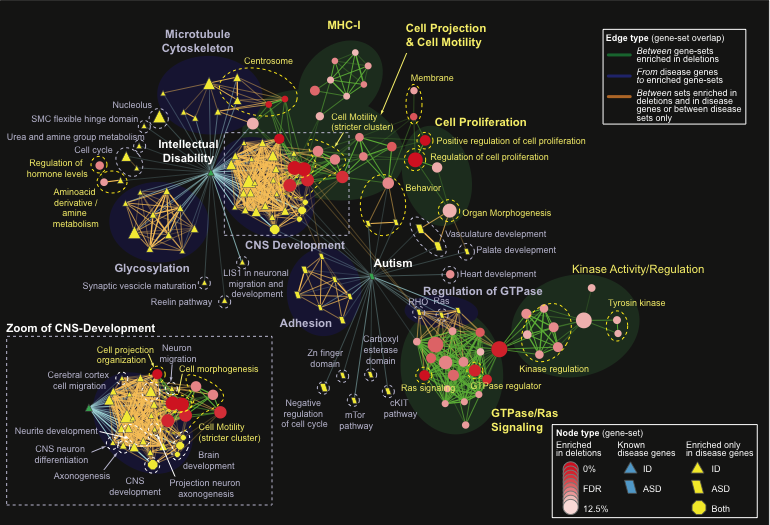 MHC-I
Microtubule
Cytoskeleton
Cell Projection
& Cell Motility
Centrosome
Membrane
Edge type (gene-set overlap)
Between gene-sets
enriched in deletions
From disease genes
to enriched gene-sets
Between sets enriched in
deletions and in disease
genes or between disease
sets only
Nucleolus
SMC flexible hinge domain
Urea and amine group metabolism
Cell cycle
Regulation of
hormone levels
Aminoacid
derivative /
amine
metabolism
Intellectual
Disability
Cell Motility
(stricter cluster)
Cell Proliferation
Positive regulation of cell proliferation
Regulation of cell proliferation
Behavior
Organ Morphogenesis
Vasculature development
Palate development
Heart development
CNS Development
Glycosylation
Synaptic vescicle maturation
Reelin pathway
LIS1 in neuronal
migration and
development
Autism
Regulation of GTPase
RHO
Ras
Kinase Activity/Regulation
Tyrosin kinase
Kinase regulation
Adhesion
Zn finger
domain
Carboxyl
esterase
domain
Negative
regulation
of cell cycle
mTor
pathway
cKIT
pathway
Ras signaling
GTPase regulator
GTPase/Ras
Signaling
Zoom of CNS-Development
Cell projection
organization
Neuron
migration
Cell morphogenesis
Cerebral cortex
cell migration
Cell Motility
(stricter cluster)
Neurite development
CNS neuron
differentiation
Axonogenesis
CNS
development
Brain
development
Projection neuron
axonogenesis
Node type (gene-set)
Enriched
in deletions
Known
disease genes
Enriched only
in disease genes
0%
FDR
12.5%
ID
ASD
ID
ASD
Both